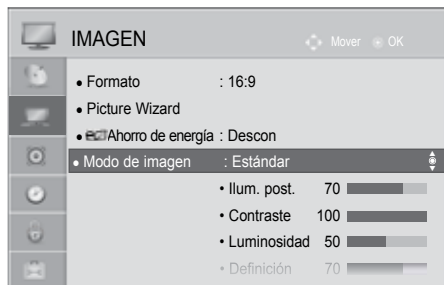 IMAGEN
Mover OK
• Formato : 16:9
• Picture Wizard
• Ahorro de energía : Descon
• Modo de imagen : Estándar
• Ilum. post. 70
• Contraste 100
• Luminosidad 50
• Definición 70